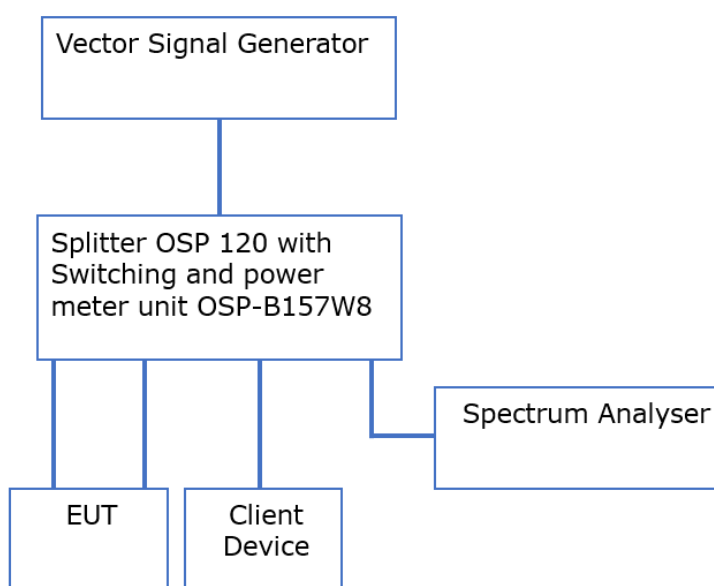 Vector Signal Generator
Splitter OSP 120 with
Switching and power
meter unit OSP-B157W8
Spectrum Analyser
EUT
Client
Device